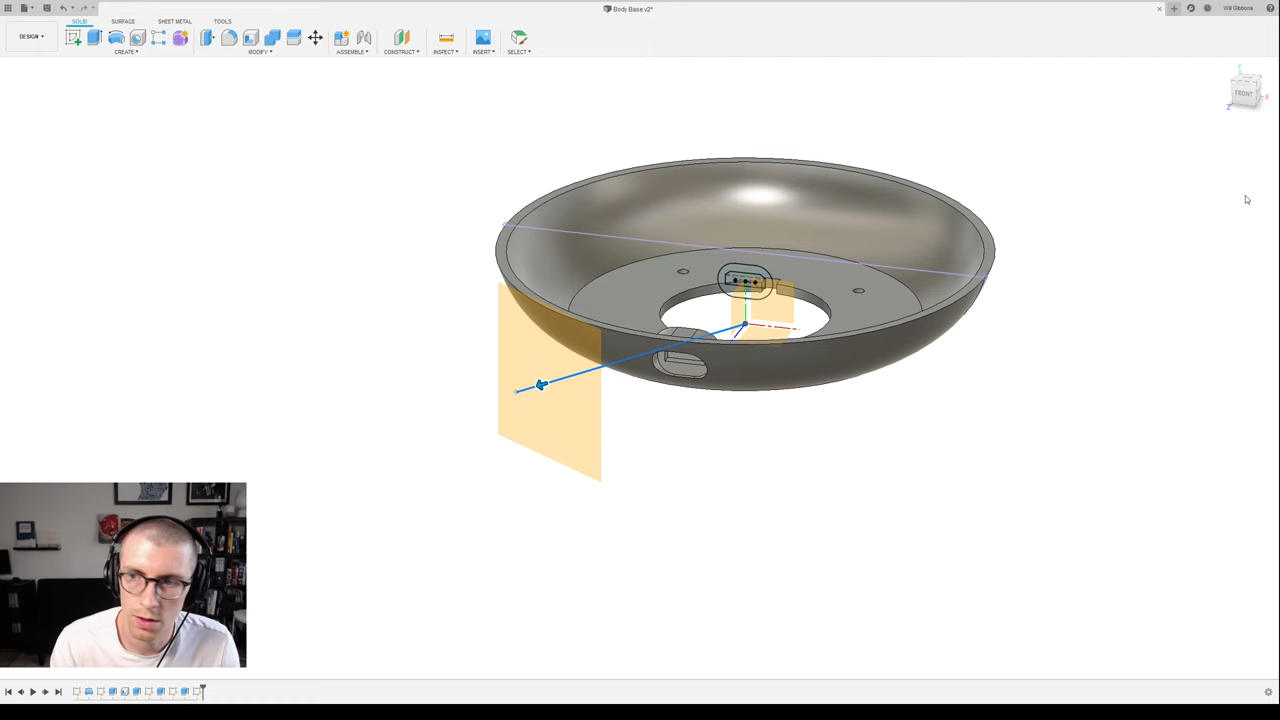 Body Base v2*
Will Gibbons
SOLID
SURFACE
SHEET METAL
TOOLS
DESIGN
CREATE
MODIFY
ASSEMBLE
CONSTRUCT
INSPECT
INSERT
SELECT
Y
FRONT
X
Z